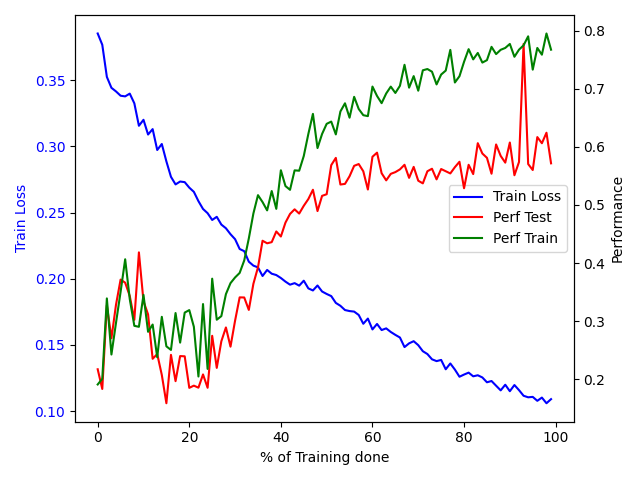 Train Loss
0.35
0.30
0.25
0.20
0.15
0.10
0.8
0.7
0.6
0.5
0.4
0.3
0.2
Performance
Train Loss
Perf Test
Perf Train
0 20 40 60 80 100
% of Training done